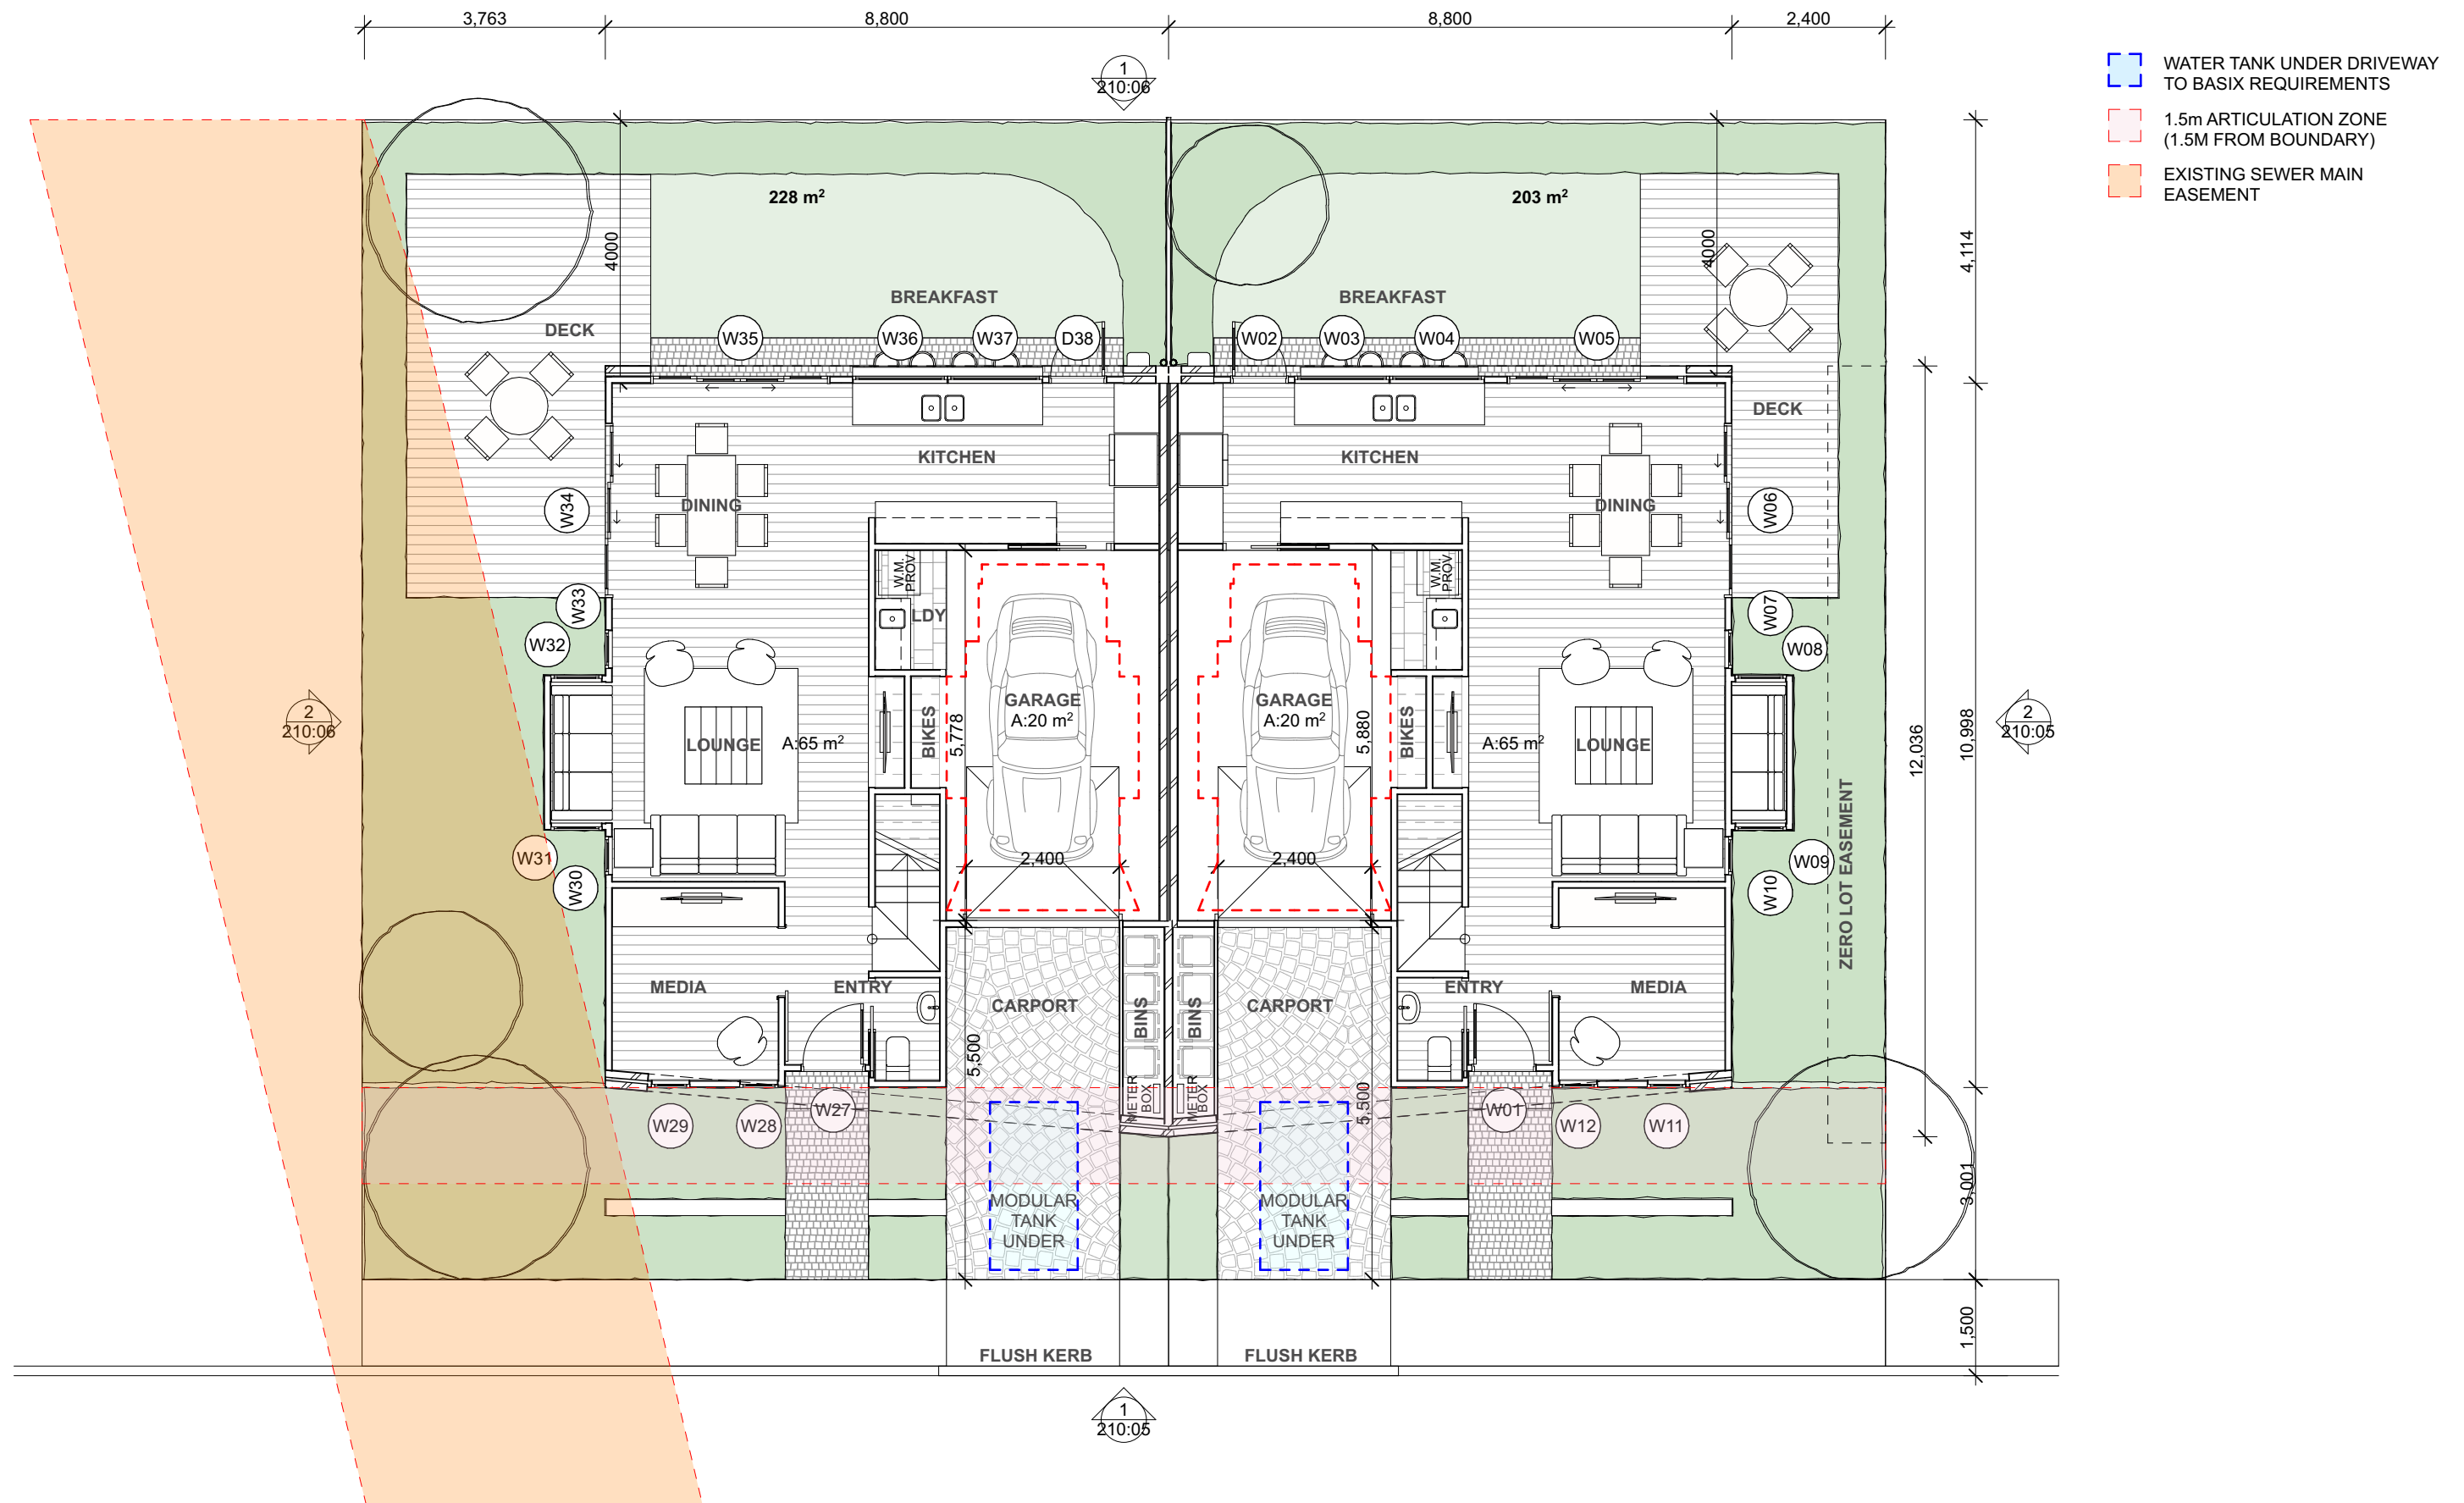 3,763
8,800
8,800
2,400
1
210:06
WATER TANK UNDER DRIVEWAY
TO BASIX REQUIREMENTS
1.5m ARTICULATION ZONE
(1.5M FROM BOUNDARY)
EXISTING SEWER MAIN
EASEMENT
228 m²
203 m²
4000
4000
4,114
BREAKFAST
BREAKFAST
DECK
W35
W36
W37
D38
W02
W03
W04
W05
DECK
KITCHEN
KITCHEN
DINING
DINING
W34
W06
W.M.
PROV.
W.M.
PROV.
W33
LDY
W07
W32
W08
GARAGE
A:20 m²
GARAGE
A:20 m²
2
210:06
BIKES
5,778
5,880
BIKES
2
210:05
LOUNGE
A:65 m²
A:65 m²
LOUNGE
12,036
10,998
W31
2,400
2,400
W09
W30
W10
ZERO LOT EASEMENT
MEDIA
ENTRY
CARPORT
BINS
BINS
CARPORT
ENTRY
MEDIA
5,500
5,500
METER
BOX
METER
BOX
W29
W28
W27
W01
W12
W11
3,001
MODULAR
TANK
UNDER
MODULAR
TANK
UNDER
1,500
FLUSH KERB
FLUSH KERB
1
210:05